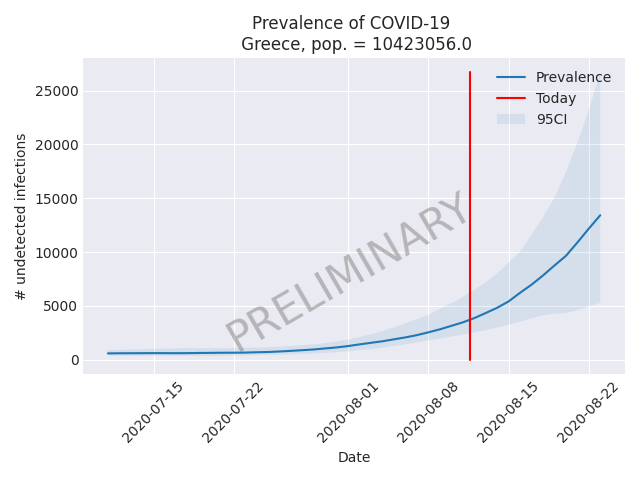 Prevalence of COVID-19
Greece, pop. = 10423056.0
Prevalence
Today
95CI
25000
20000
15000
10000
5000
0
# undetected infections
PRELIMINARY
2020-07-15
2020-07-22
2020-08-01
2020-08-08
2020-08-15
2020-08-22
Date